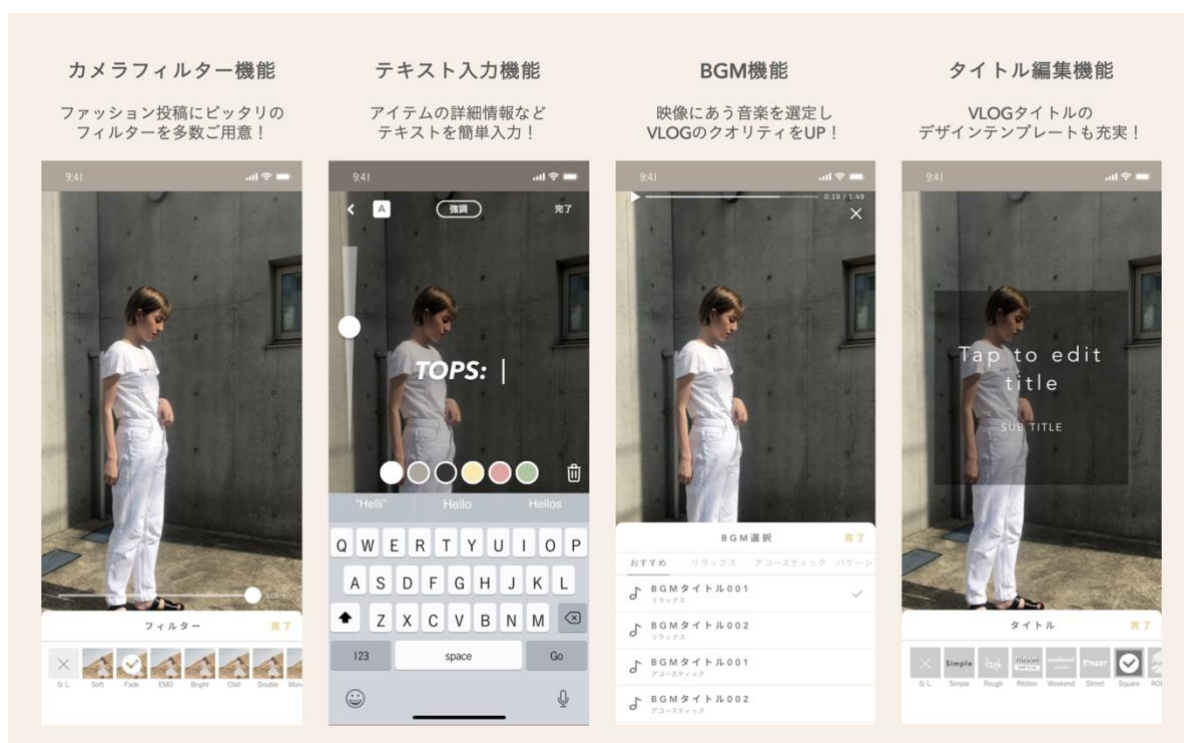 カメラフィルター機能
ファッション投稿にピッタリの
フィルターを多数ご用意！
9:41
100%
フィルター
完了
なし
Soft
Fade
EMO
Bright
Chill
Double
テキスト入力機能
アイテムの詳細情報など
テキストを簡単入力！
9:41
A
強調
完了
TOPS:
"Helli"
Hello
Hellos
Q W E R T Y U I O P
A S D F G H J K L
Z X C V B N M
123
space
Go
BGM機能
映像にあう音楽を選定し
VLOGのクオリティをUP！
9:41
0:19 / 1:49
BGM選択
完了
おすすめ
リラックス
アコースティック
パケーシ
BGMタイトル001
リラックス
BGMタイトル002
リラックス
BGMタイトル001
アコースティック
BGMタイトル002
アコースティック
タイトル編集機能
VLOGタイトルの
デザインテンプレートも充実！
9:41
Tap to edit
title
SUB TITLE
タイトル
完了
なし
Simple
Simple
Rough
Ribbon
Weekend
Street
Square